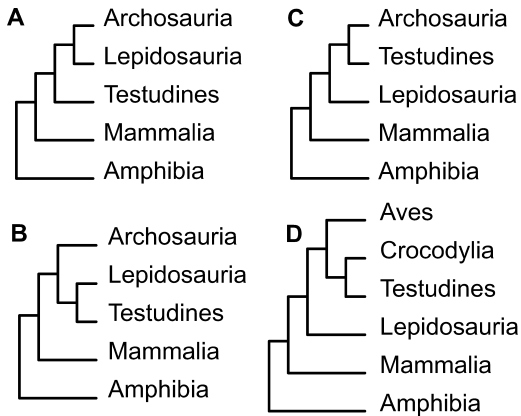 A
Archosauria
Lepidosauria
Testudines
Mammalia
Amphibia
B
Archosauria
Lepidosauria
Testudines
Mammalia
Amphibia
C
Archosauria
Testudines
Lepidosauria
Mammalia
Amphibia
D
Aves
Crocodylia
Testudines
Lepidosauria
Mammalia
Amphibia